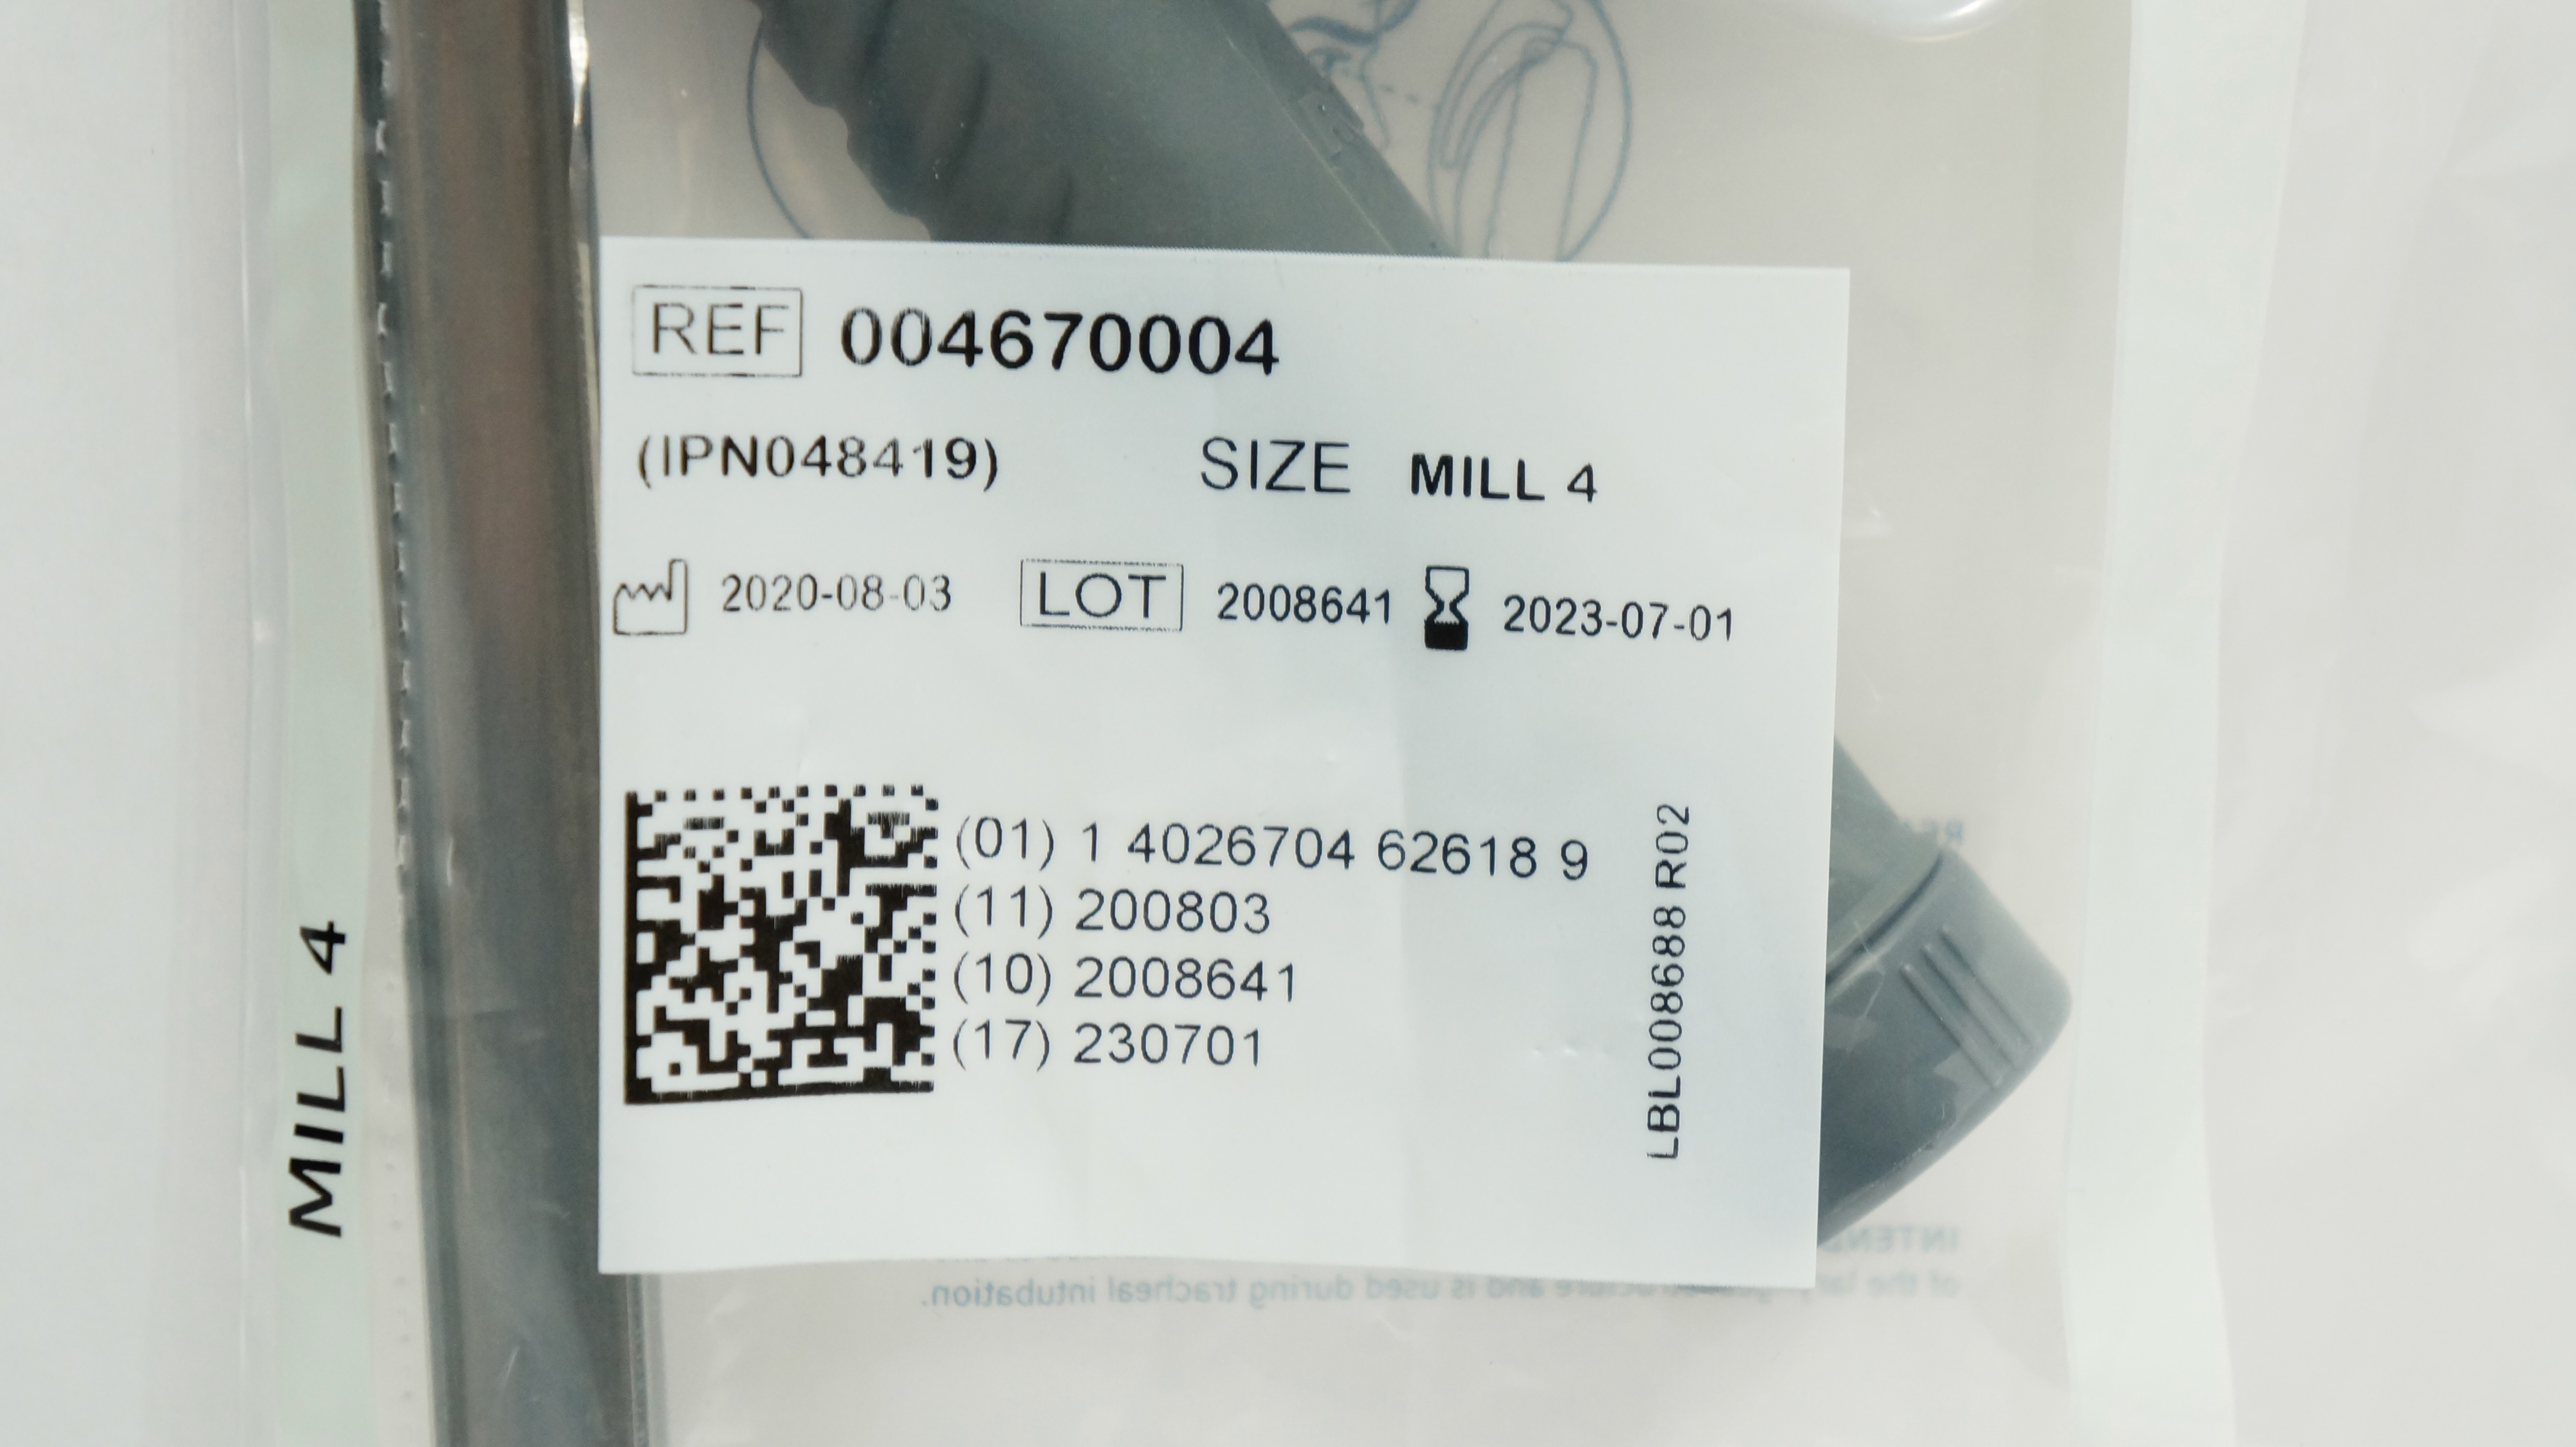 REF 004670004
(IPN048419) SIZE MILL 4
2020-08-03 LOT 2008641 2023-07-01
(01) 1 4026704 62618 9
(11) 200803
(10) 2008641
(17) 230701
LBL008688 R02
MILL 4
INTEN
of the structure and is used during tracheal intubation.